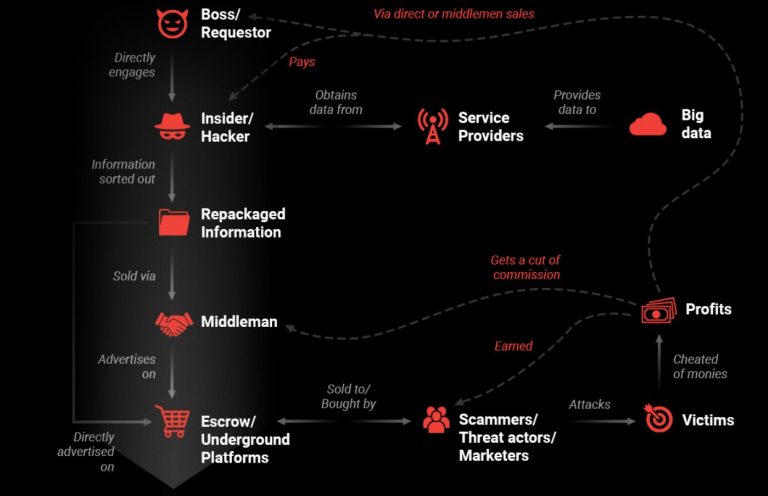 Boss/
Requestor
Via direct or middlemen sales
Directly
engages
Pays
Insider/
Hacker
Obtains
data from
Service
Providers
Provides
data to
Big
data
Information
sorted out
Repackaged
Information
Sold via
Gets a cut of
commission
Middleman
Profits
Earned
Advertises
on
Cheated
of monies
Escrow/
Underground
Platforms
Sold to/
Bought by
Scammers/
Threat actors/
Marketers
Attacks
Victims
Directly
advertised
on